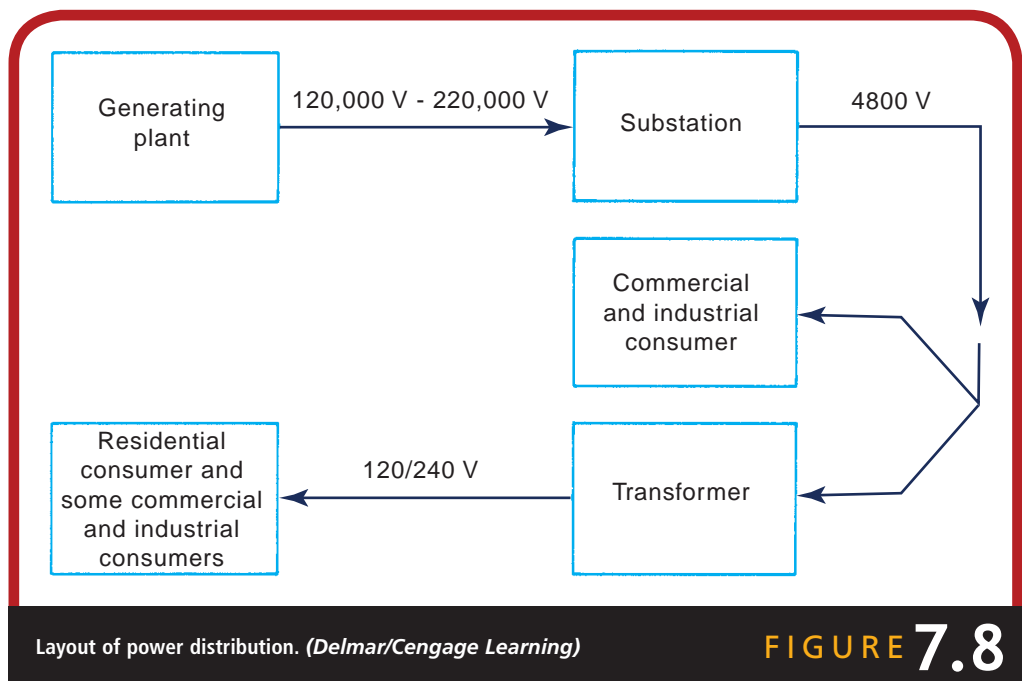 Generating
plant
120,000 V - 220,000 V
Substation
4800 V
Commercial
and industrial
consumer
Residential
consumer and
some commercial
and industrial
consumers
120/240 V
Transformer
Layout of power distribution. (Delmar/Cengage Learning)
FIGURE 7.8